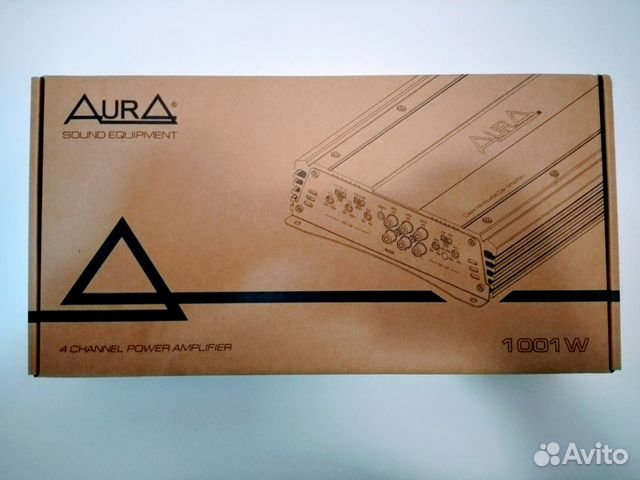 AURA®
SOUND EQUIPMENT
AURA
4 CHANNEL POWER AMPLIFIER
1001W
Avito